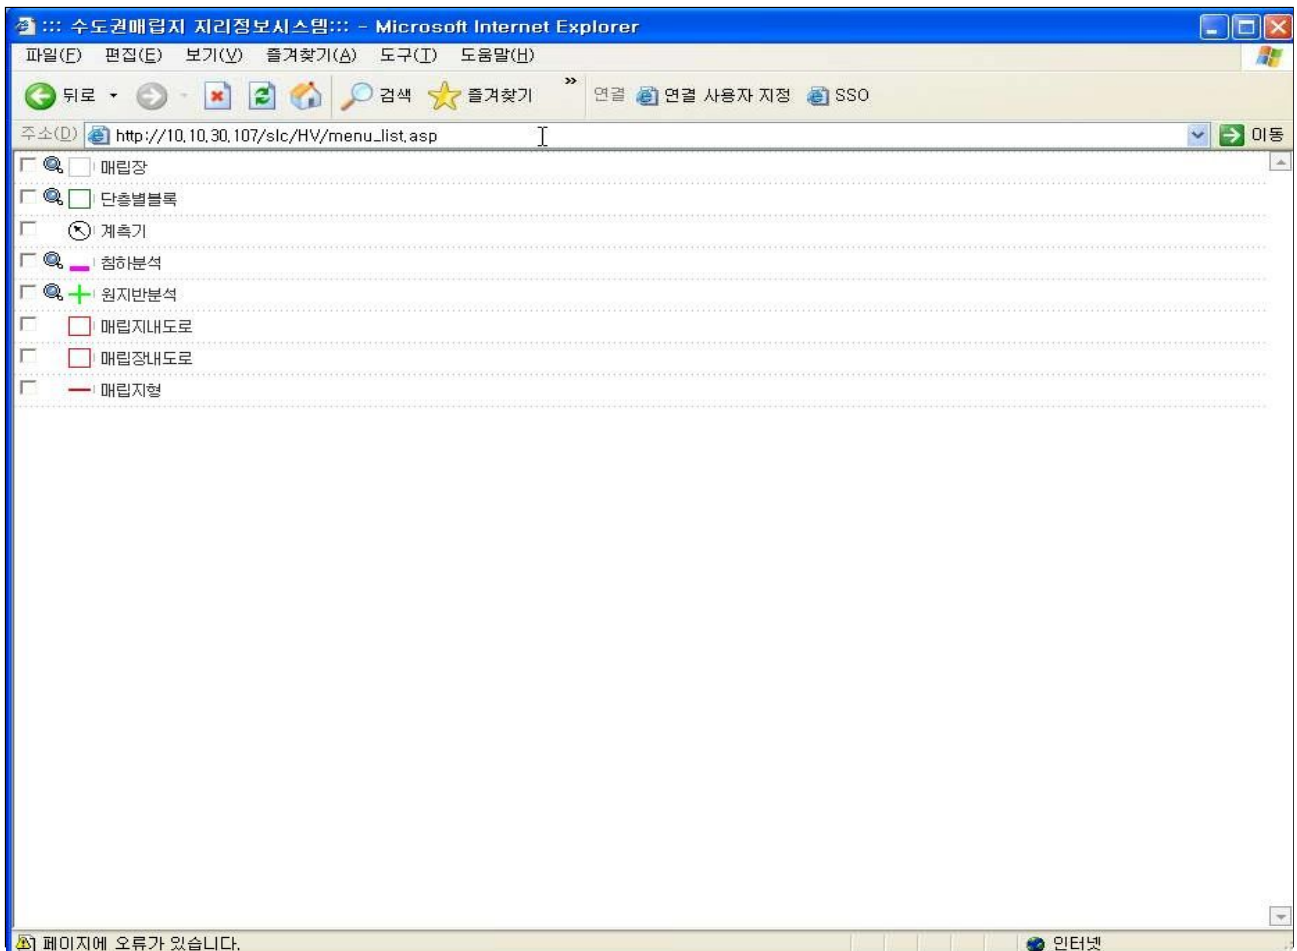 ::: 수도권매립지 지리정보시스템::: - Microsoft Internet Explorer
파일(F) 편집(E) 보기(V) 즐겨찾기(A) 도구(T) 도움말(H)
뒤로 검색 즐겨찾기 » 연결 연결 사용자 지정 SSO
주소(D) http://10.10.30.107/slc/HV/menu_list.asp 이동
매립장
단층별블록
계측기
침하분석
원지반분석
매립지내도로
매립장내도로
매립지형
페이지에 오류가 있습니다. 인터넷